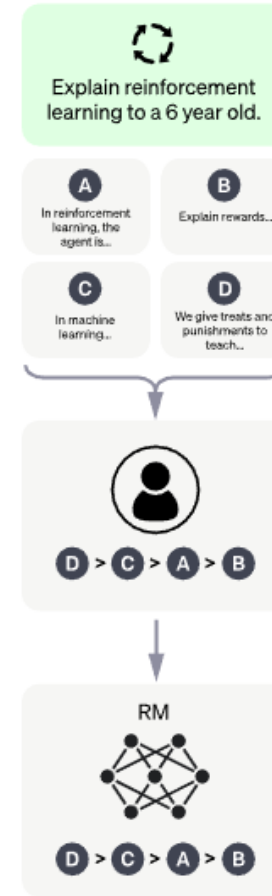 Explain reinforcement
learning to a 6 year old.
A
In reinforcement
learning, the
agent is...
B
Explain rewards...
C
In machine
learning...
D
We give treats and
punishments to
teach...
D > C > A > B
RM
D > C > A > B